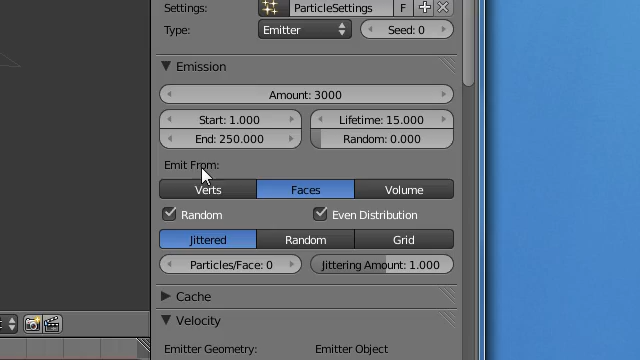 Settings: ParticleSettings F
Type: Emitter Seed: 0
Emission
Amount: 3000
Start: 1.000 Lifetime: 15.000
End: 250.000 Random: 0.000
Emit From:
Verts Faces Volume
Random Even Distribution
Jittered Random Grid
Particles/Face: 0 Jittering Amount: 1.000
Cache
Velocity
Emitter Geometry: Emitter Object